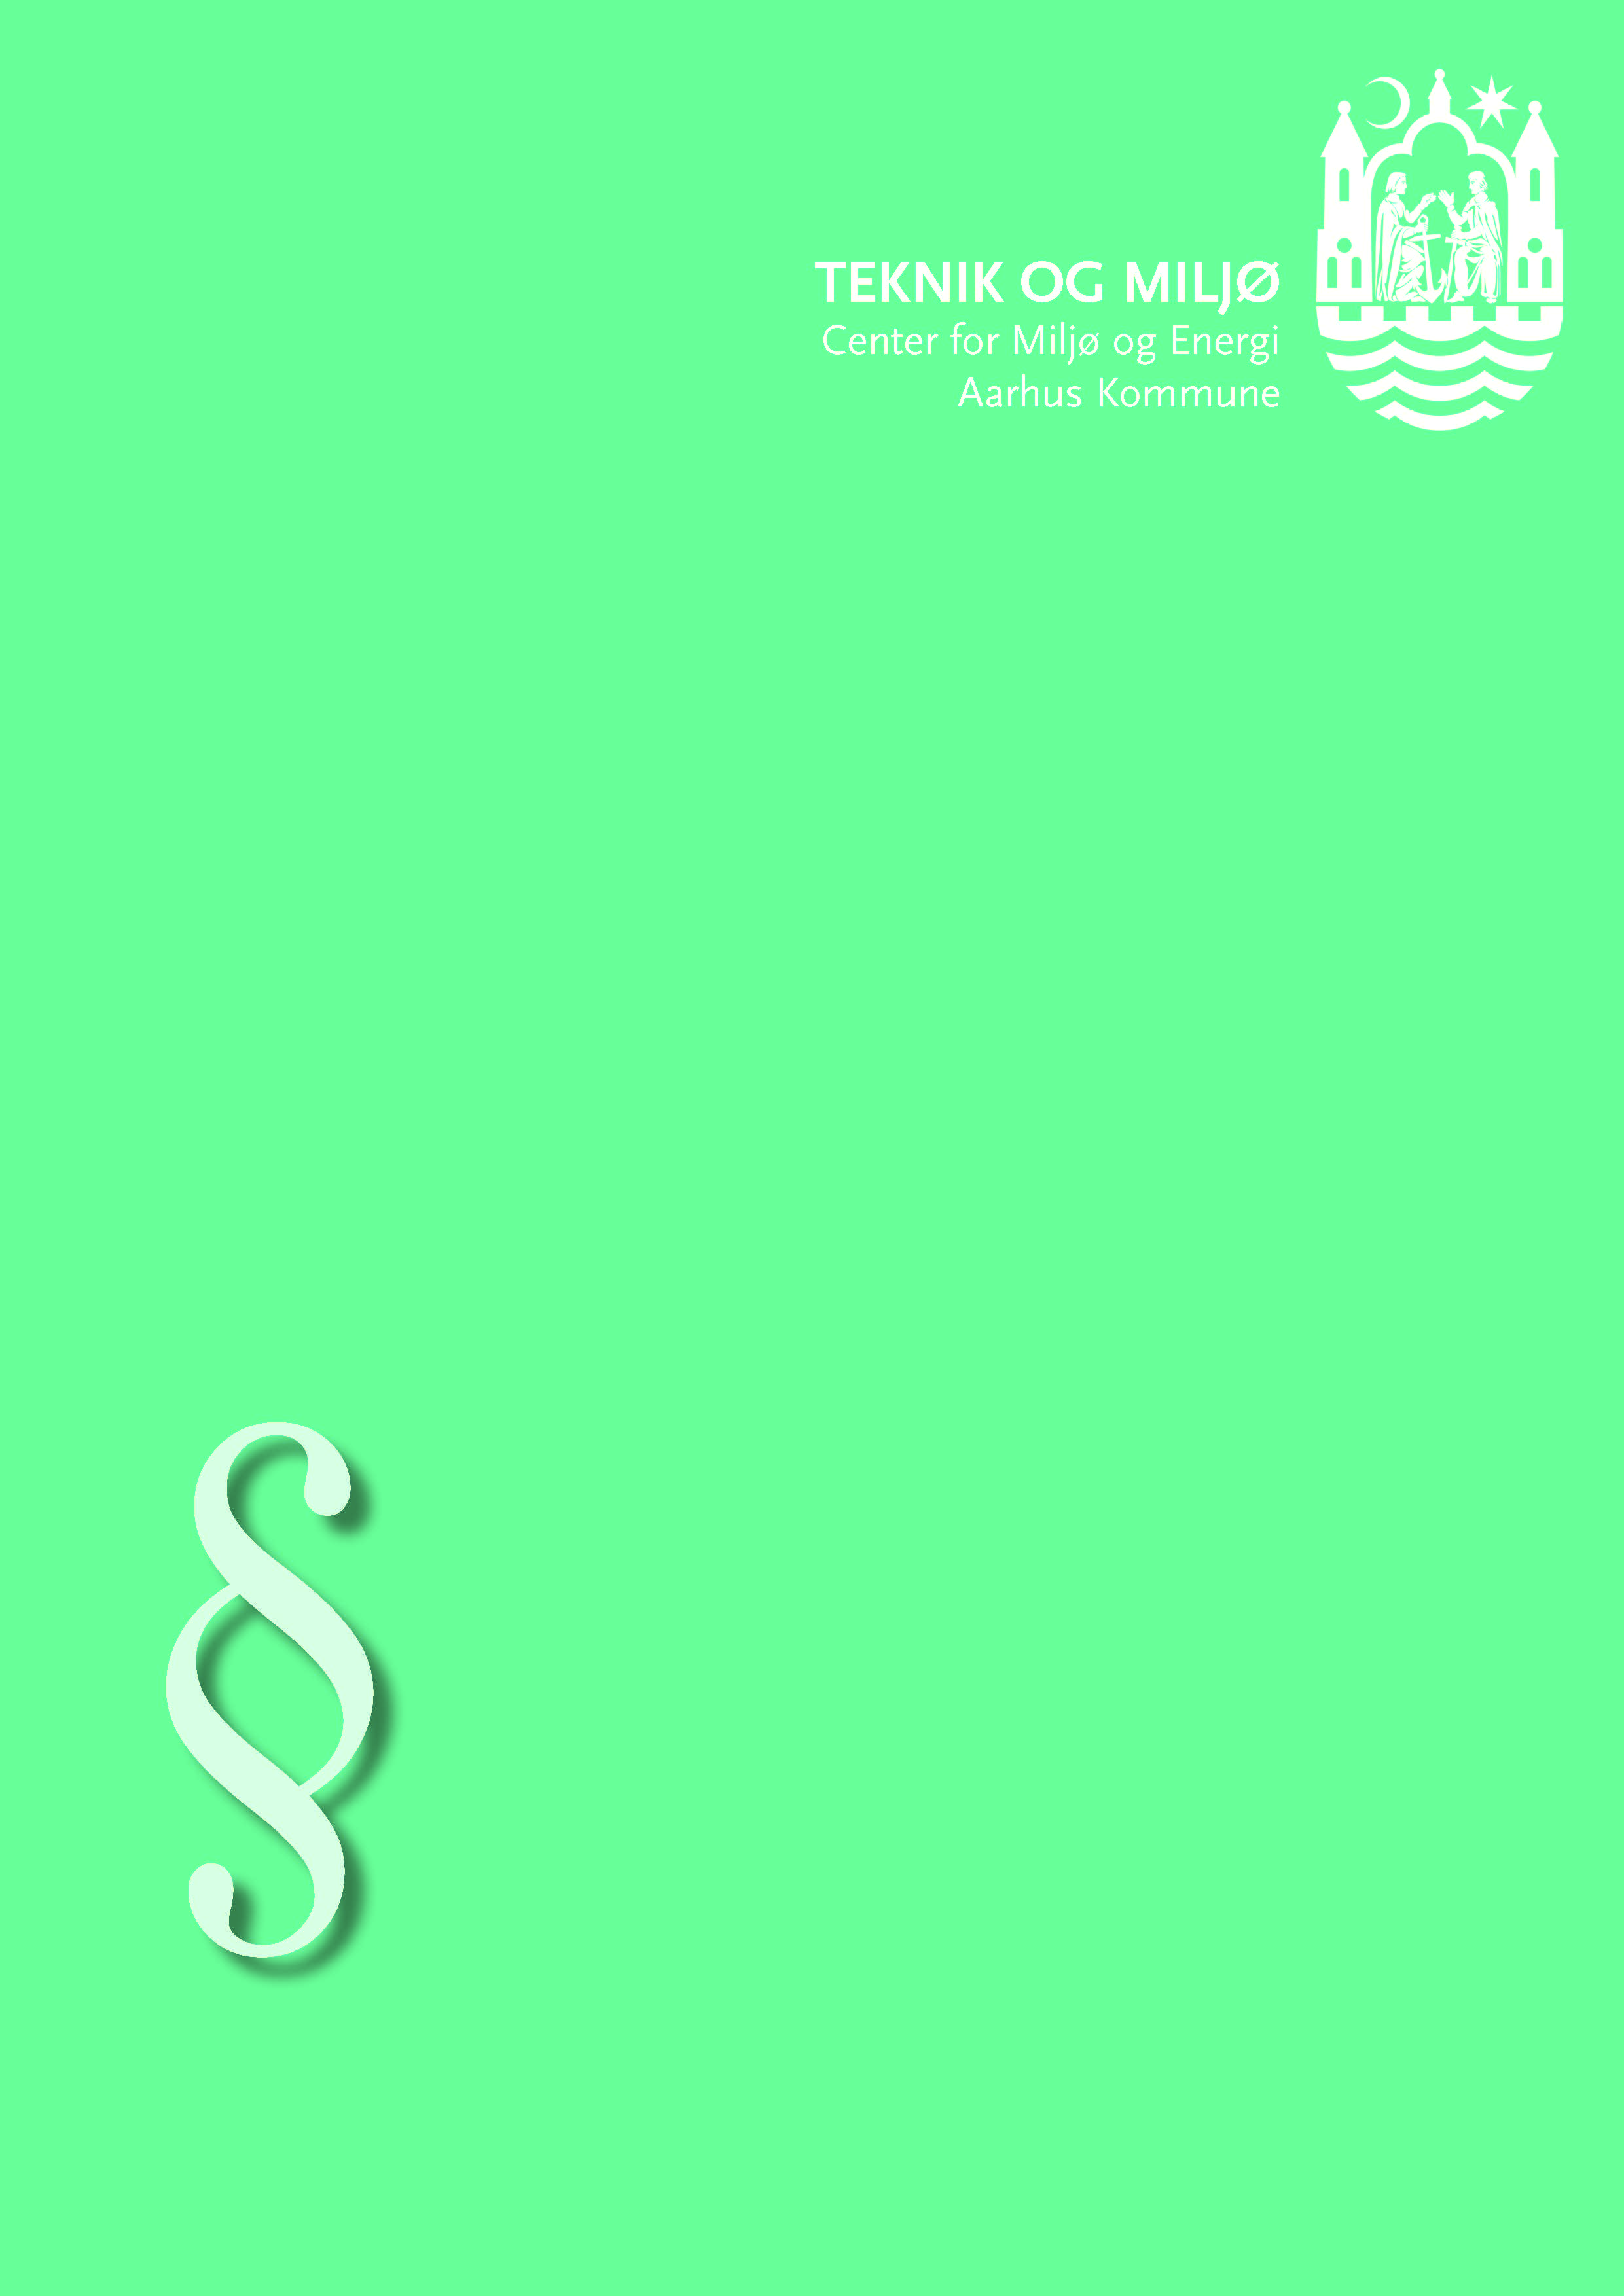 TEKNIK OG MILJØ
Center for Miljø og Energi
Aarhus Kommune
§